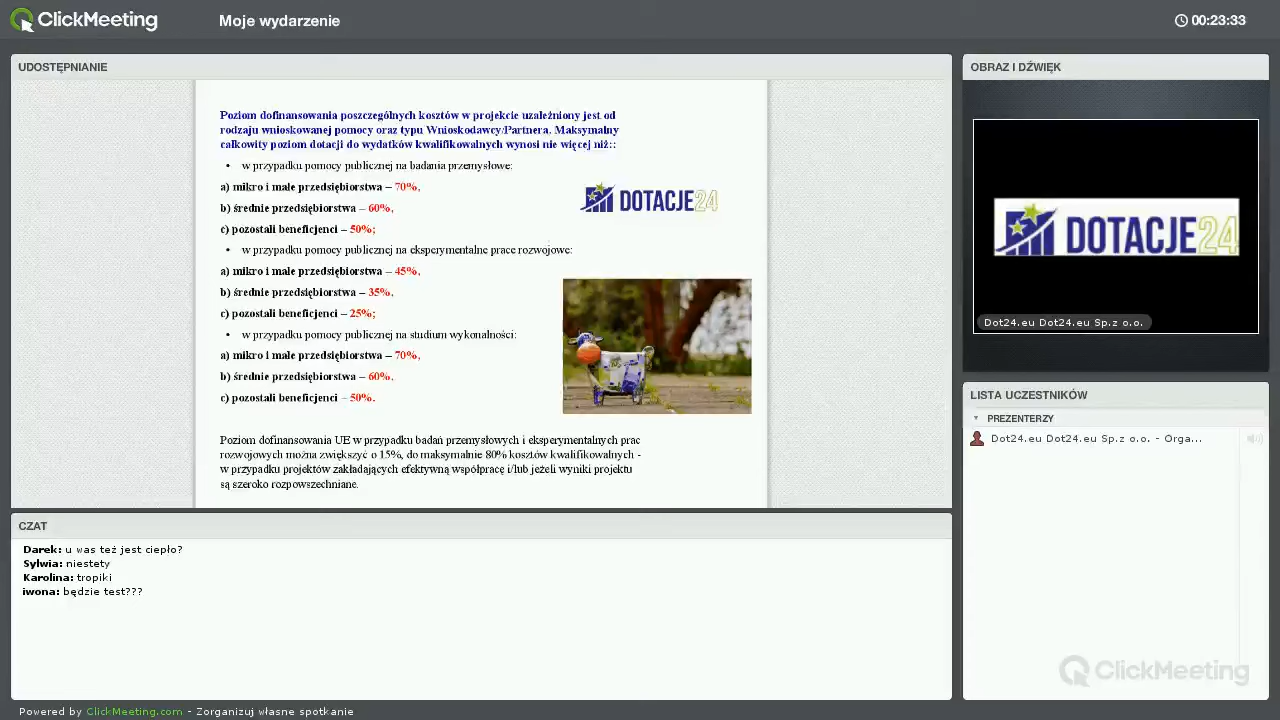 ClickMeeting
Moje wydarzenie
00:23:33
UDOSTĘPNIANIE
Poziom dofinansowania poszczególnych kosztów w projekcie uzależniony jest od
rodzaju wnioskowanej pomocy oraz typu Wnioskodawcy/Partnera. Maksymalny
całkowity poziom dotacji do wydatków kwalifikowalnych wynosi nie więcej niż::
• w przypadku pomocy publicznej na badania przemysłowe:
a) mikro i małe przedsiębiorstwa – 70%,
b) średnie przedsiębiorstwa – 60%,
c) pozostali beneficjenci – 50%;
• w przypadku pomocy publicznej na eksperymentalne prace rozwojowe:
a) mikro i małe przedsiębiorstwa – 45%,
b) średnie przedsiębiorstwa – 35%,
c) pozostali beneficjenci – 25%;
• w przypadku pomocy publicznej na studium wykonalności:
a) mikro i małe przedsiębiorstwa – 70%,
b) średnie przedsiębiorstwa – 60%,
c) pozostali beneficjenci – 50%.
Poziom dofinansowania UE w przypadku badań przemysłowych i eksperymentalnych prac
rozwojowych można zwiększyć o 15%, do maksymalnie 80% kosztów kwalifikowalnych -
w przypadku projektów zakładających efektywną współpracę i/lub jeżeli wyniki projektu
są szeroko rozpowszechniane.
DOTACJE24
OBRAZ I DŹWIĘK
DOTACJE24
Dot24.eu Dot24.eu Sp.z o.o.
LISTA UCZESTNIKÓW
PREZENTERZY
Dot24.eu Dot24.eu Sp.z o.o. - Orga...
CZAT
Darek: u was też jest ciepło?
Sylwia: niestety
Karolina: tropiki
iwona: będzie test???
ClickMeeting
Powered by ClickMeeting.com - Zorganizuj własne spotkanie